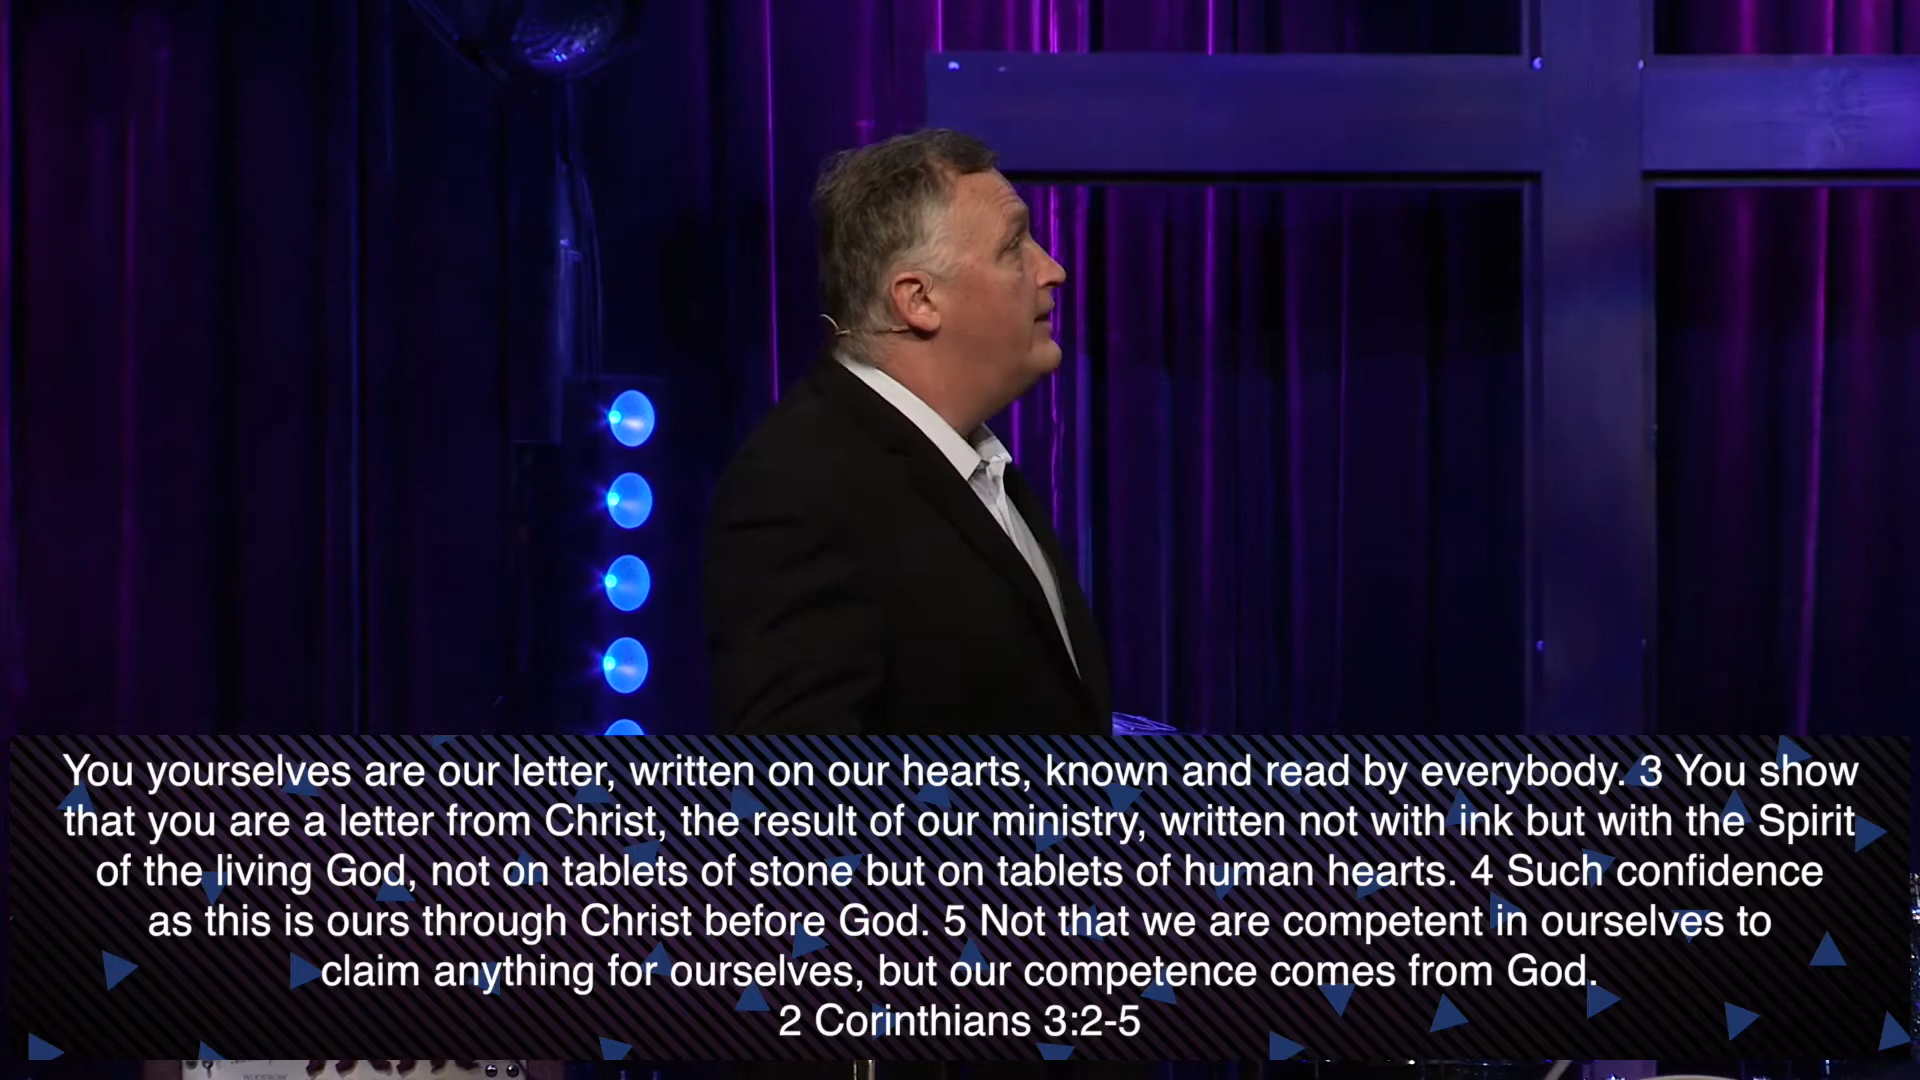 You yourselves are our letter, written on our hearts, known and read by everybody. 3 You show
that you are a letter from Christ, the result of our ministry, written not with ink but with the Spirit
of the living God, not on tablets of stone but on tablets of human hearts. 4 Such confidence
as this is ours through Christ before God. 5 Not that we are competent in ourselves to
claim anything for ourselves, but our competence comes from God.
2 Corinthians 3:2-5